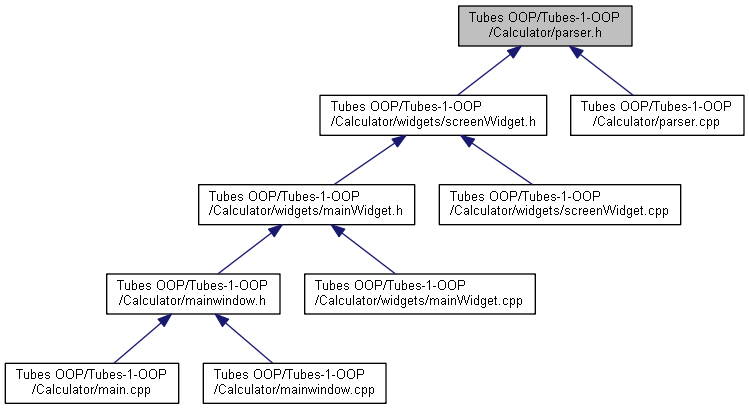 Tubes OOP/Tubes-1-OOP
/Calculator/parser.h
Tubes OOP/Tubes-1-OOP
/Calculator/widgets/screenWidget.h
Tubes OOP/Tubes-1-OOP
/Calculator/parser.cpp
Tubes OOP/Tubes-1-OOP
/Calculator/widgets/mainWidget.h
Tubes OOP/Tubes-1-OOP
/Calculator/widgets/screenWidget.cpp
Tubes OOP/Tubes-1-OOP
/Calculator/mainwindow.h
Tubes OOP/Tubes-1-OOP
/Calculator/widgets/mainWidget.cpp
Tubes OOP/Tubes-1-OOP
/Calculator/main.cpp
Tubes OOP/Tubes-1-OOP
/Calculator/mainwindow.cpp